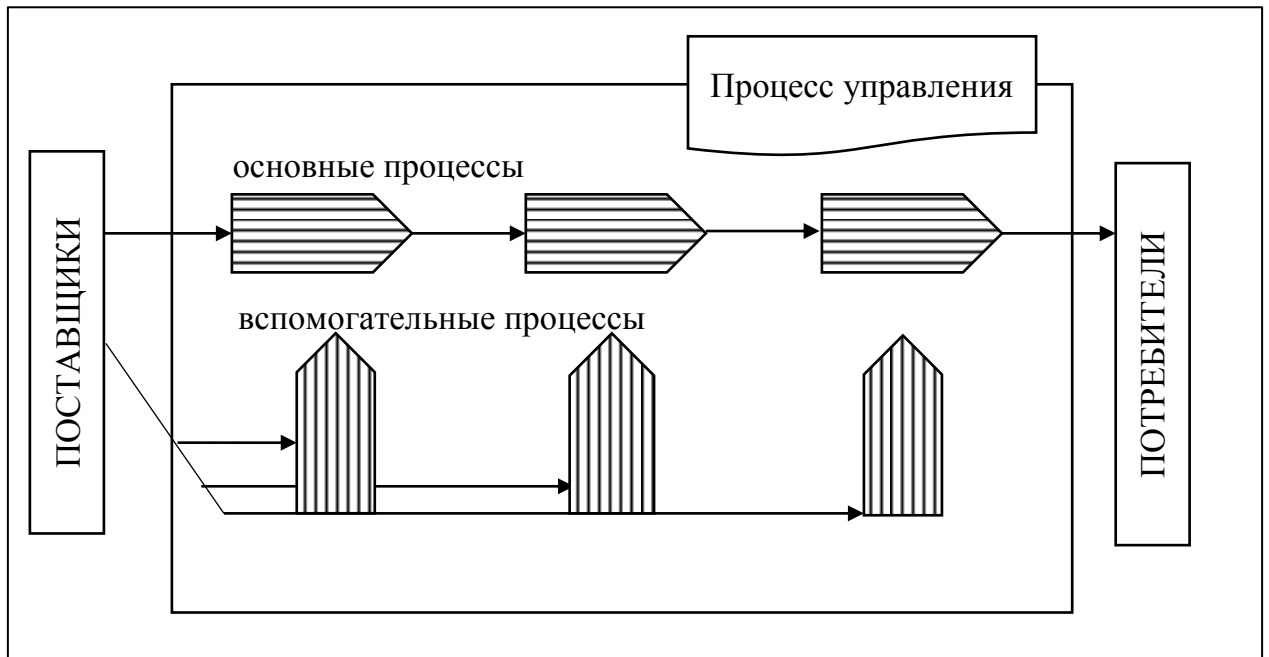 Процесс управления
основные процессы
вспомогательные процессы
ПОСТАВЩИКИ
ПОТРЕБИТЕЛИ